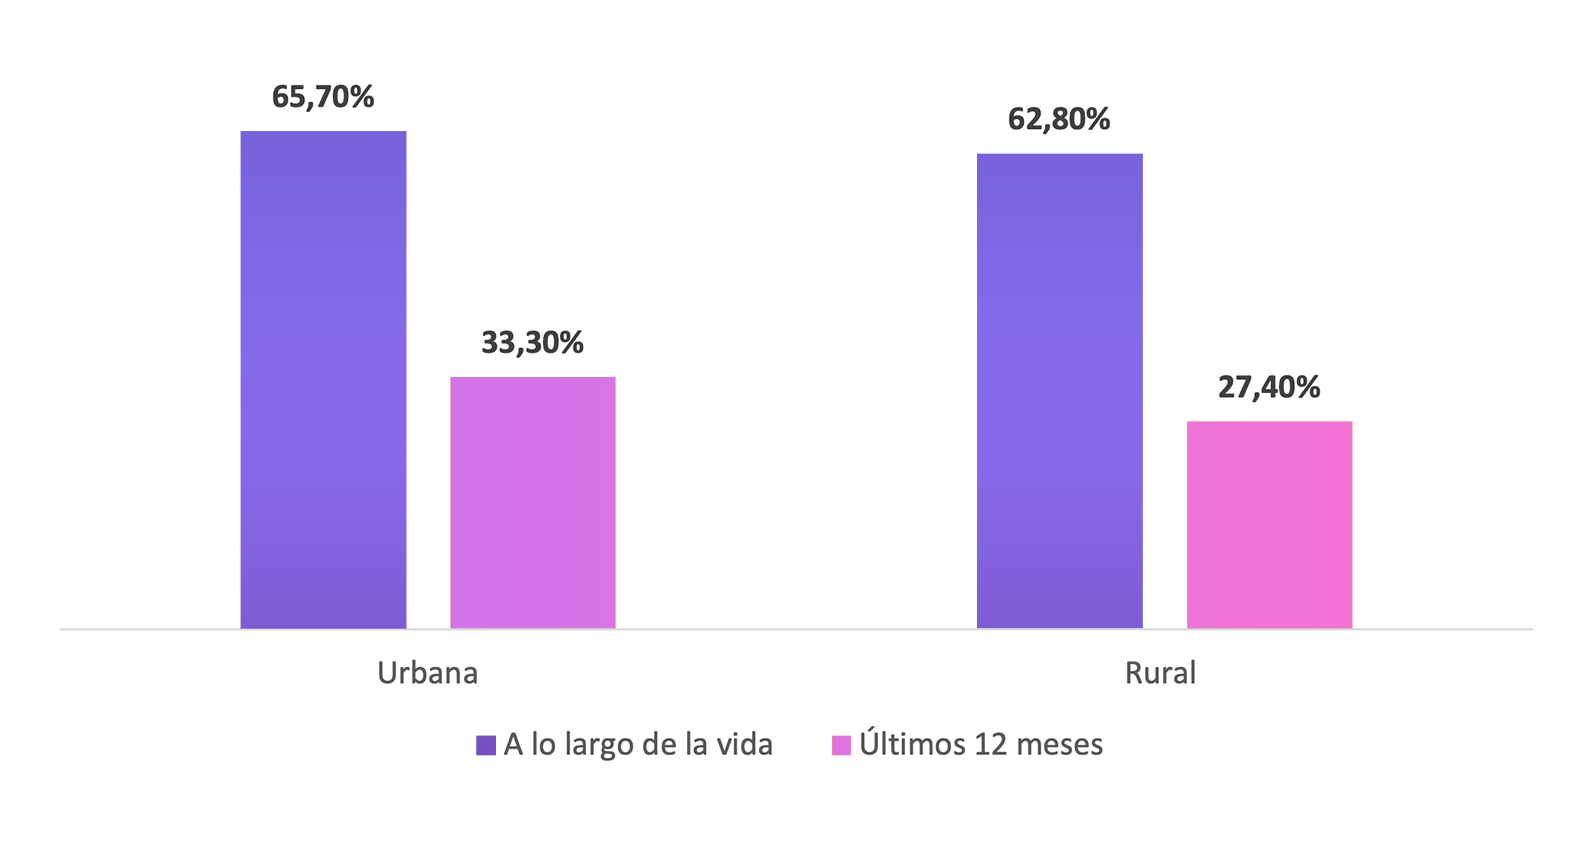 65,70%
62,80%
33,30%
27,40%
Urbana
Rural
A lo largo de la vida
Últimos 12 meses